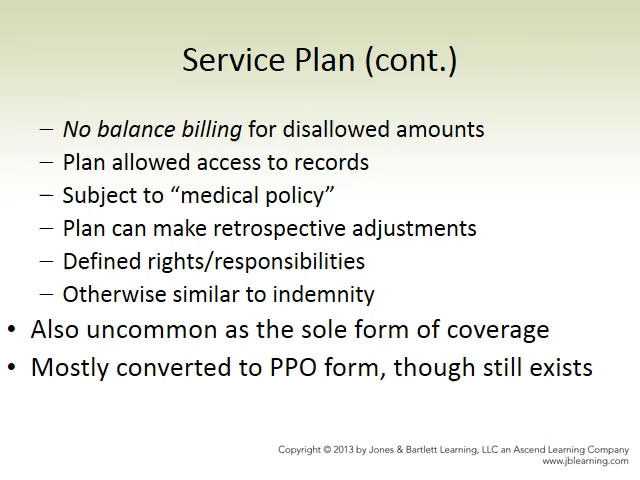 Service Plan (cont.)
– No balance billing for disallowed amounts
– Plan allowed access to records
– Subject to “medical policy”
– Plan can make retrospective adjustments
– Defined rights/responsibilities
– Otherwise similar to indemnity
• Also uncommon as the sole form of coverage
• Mostly converted to PPO form, though still exists
Copyright © 2013 by Jones & Bartlett Learning, LLC an Ascend Learning Company
www.jblearning.com